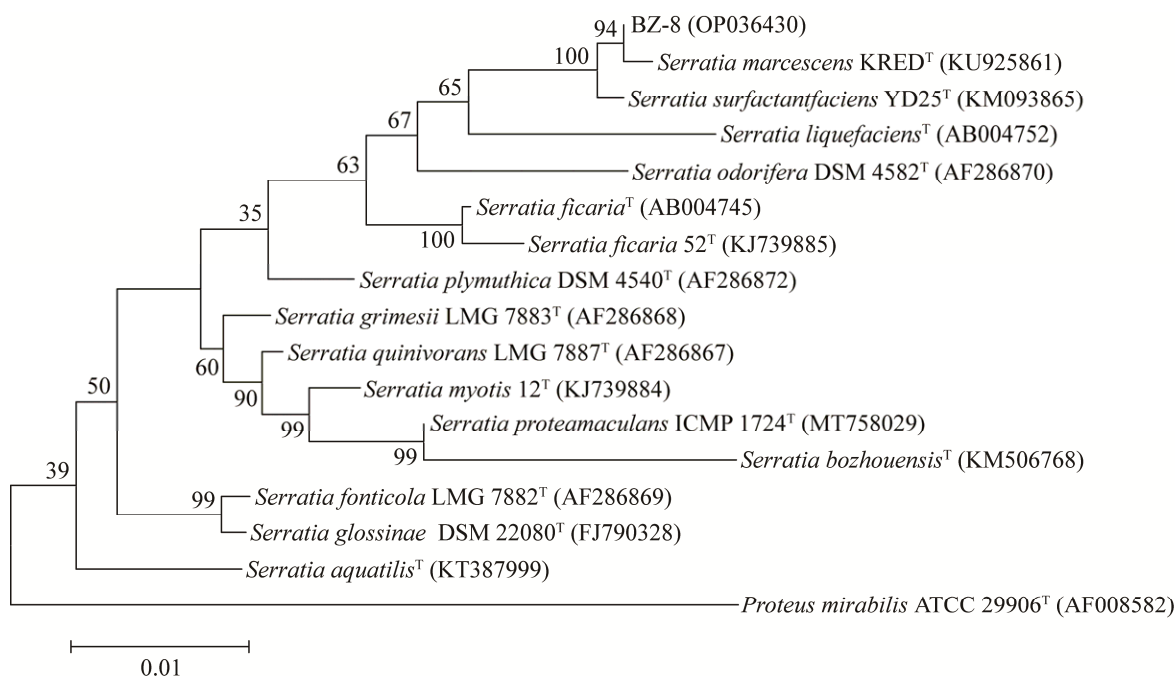 94 BZ-8 (OP036430)
100 Serratia marcescens KREDᵀ (KU925861)
65 Serratia surfactantfaciens YD25ᵀ (KM093865)
67 Serratia liquefaciensᵀ (AB004752)
63 Serratia odorifera DSM 4582ᵀ (AF286870)
35 Serratia ficariaᵀ (AB004745)
100 Serratia ficaria 52ᵀ (KJ739885)
Serratia plymuthica DSM 4540ᵀ (AF286872)
Serratia grimesii LMG 7883ᵀ (AF286868)
60 Serratia quinivorans LMG 7887ᵀ (AF286867)
50 90 Serratia myotis 12ᵀ (KJ739884)
99 Serratia proteamaculans ICMP 1724ᵀ (MT758029)
39 99 Serratia bozhouensisᵀ (KM506768)
99 Serratia fonticola LMG 7882ᵀ (AF286869)
Serratia glossinae DSM 22080ᵀ (FJ790328)
Serratia aquatilisᵀ (KT387999)
Proteus mirabilis ATCC 29906ᵀ (AF008582)
0.01